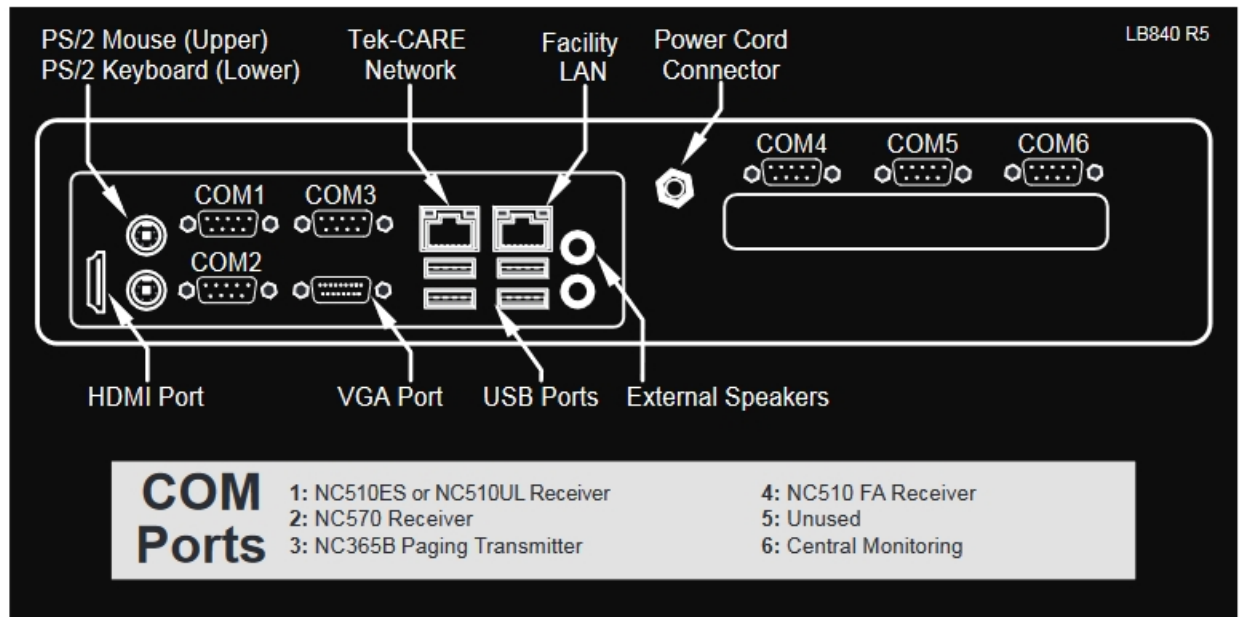 PS/2 Mouse (Upper)
PS/2 Keyboard (Lower)
Tek-CARE
Network
Facility
LAN
Power Cord
Connector
LB840 R5
COM4
COM5
COM6
COM1
COM3
COM2
HDMI Port
VGA Port
USB Ports
External Speakers
COM
Ports
1: NC510ES or NC510UL Receiver
2: NC570 Receiver
3: NC365B Paging Transmitter
4: NC510 FA Receiver
5: Unused
6: Central Monitoring